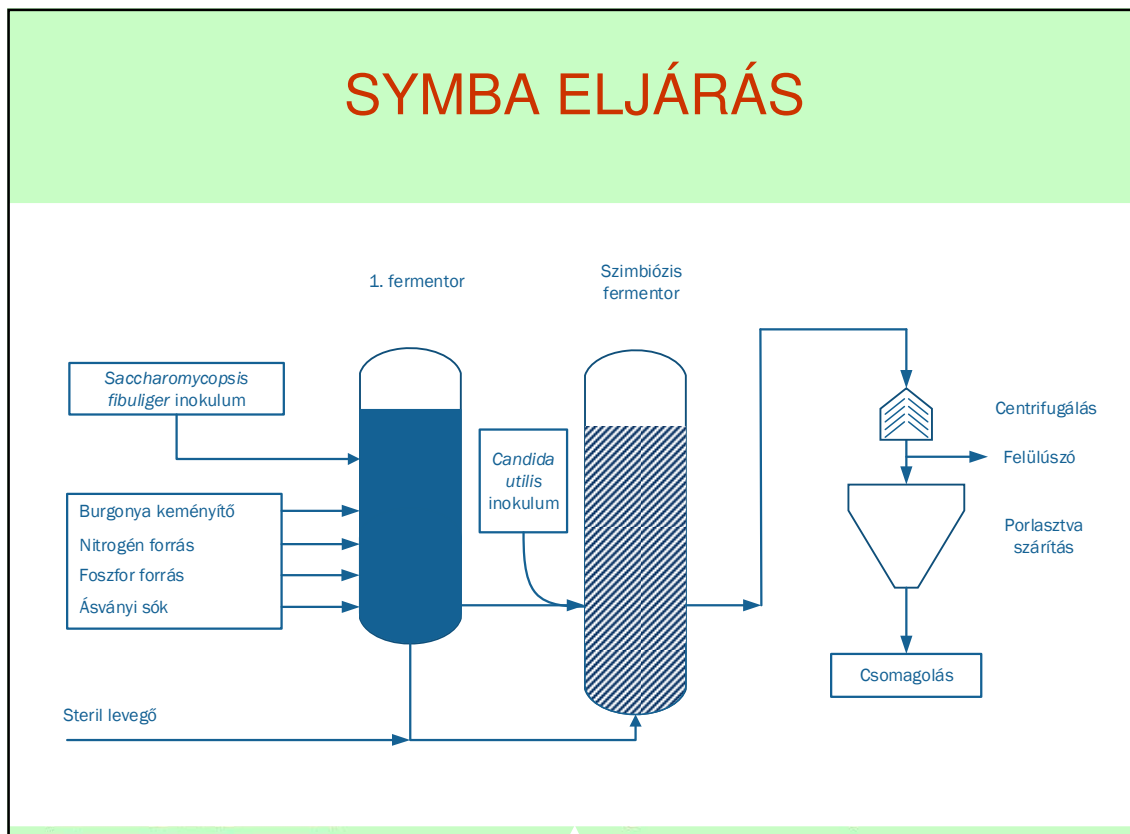 SYMBA ELJÁRÁS
1. fermentor
Szimbiózis
fermentor
Saccharomycopsis
fibuliger inokulum
Candida
utilis
inokulum
Burgonya keményítő
Nitrogén forrás
Foszfor forrás
Ásványi sók
Steril levegő
Centrifugálás
Felülúszó
Porlasztva
szárítás
Csomagolás